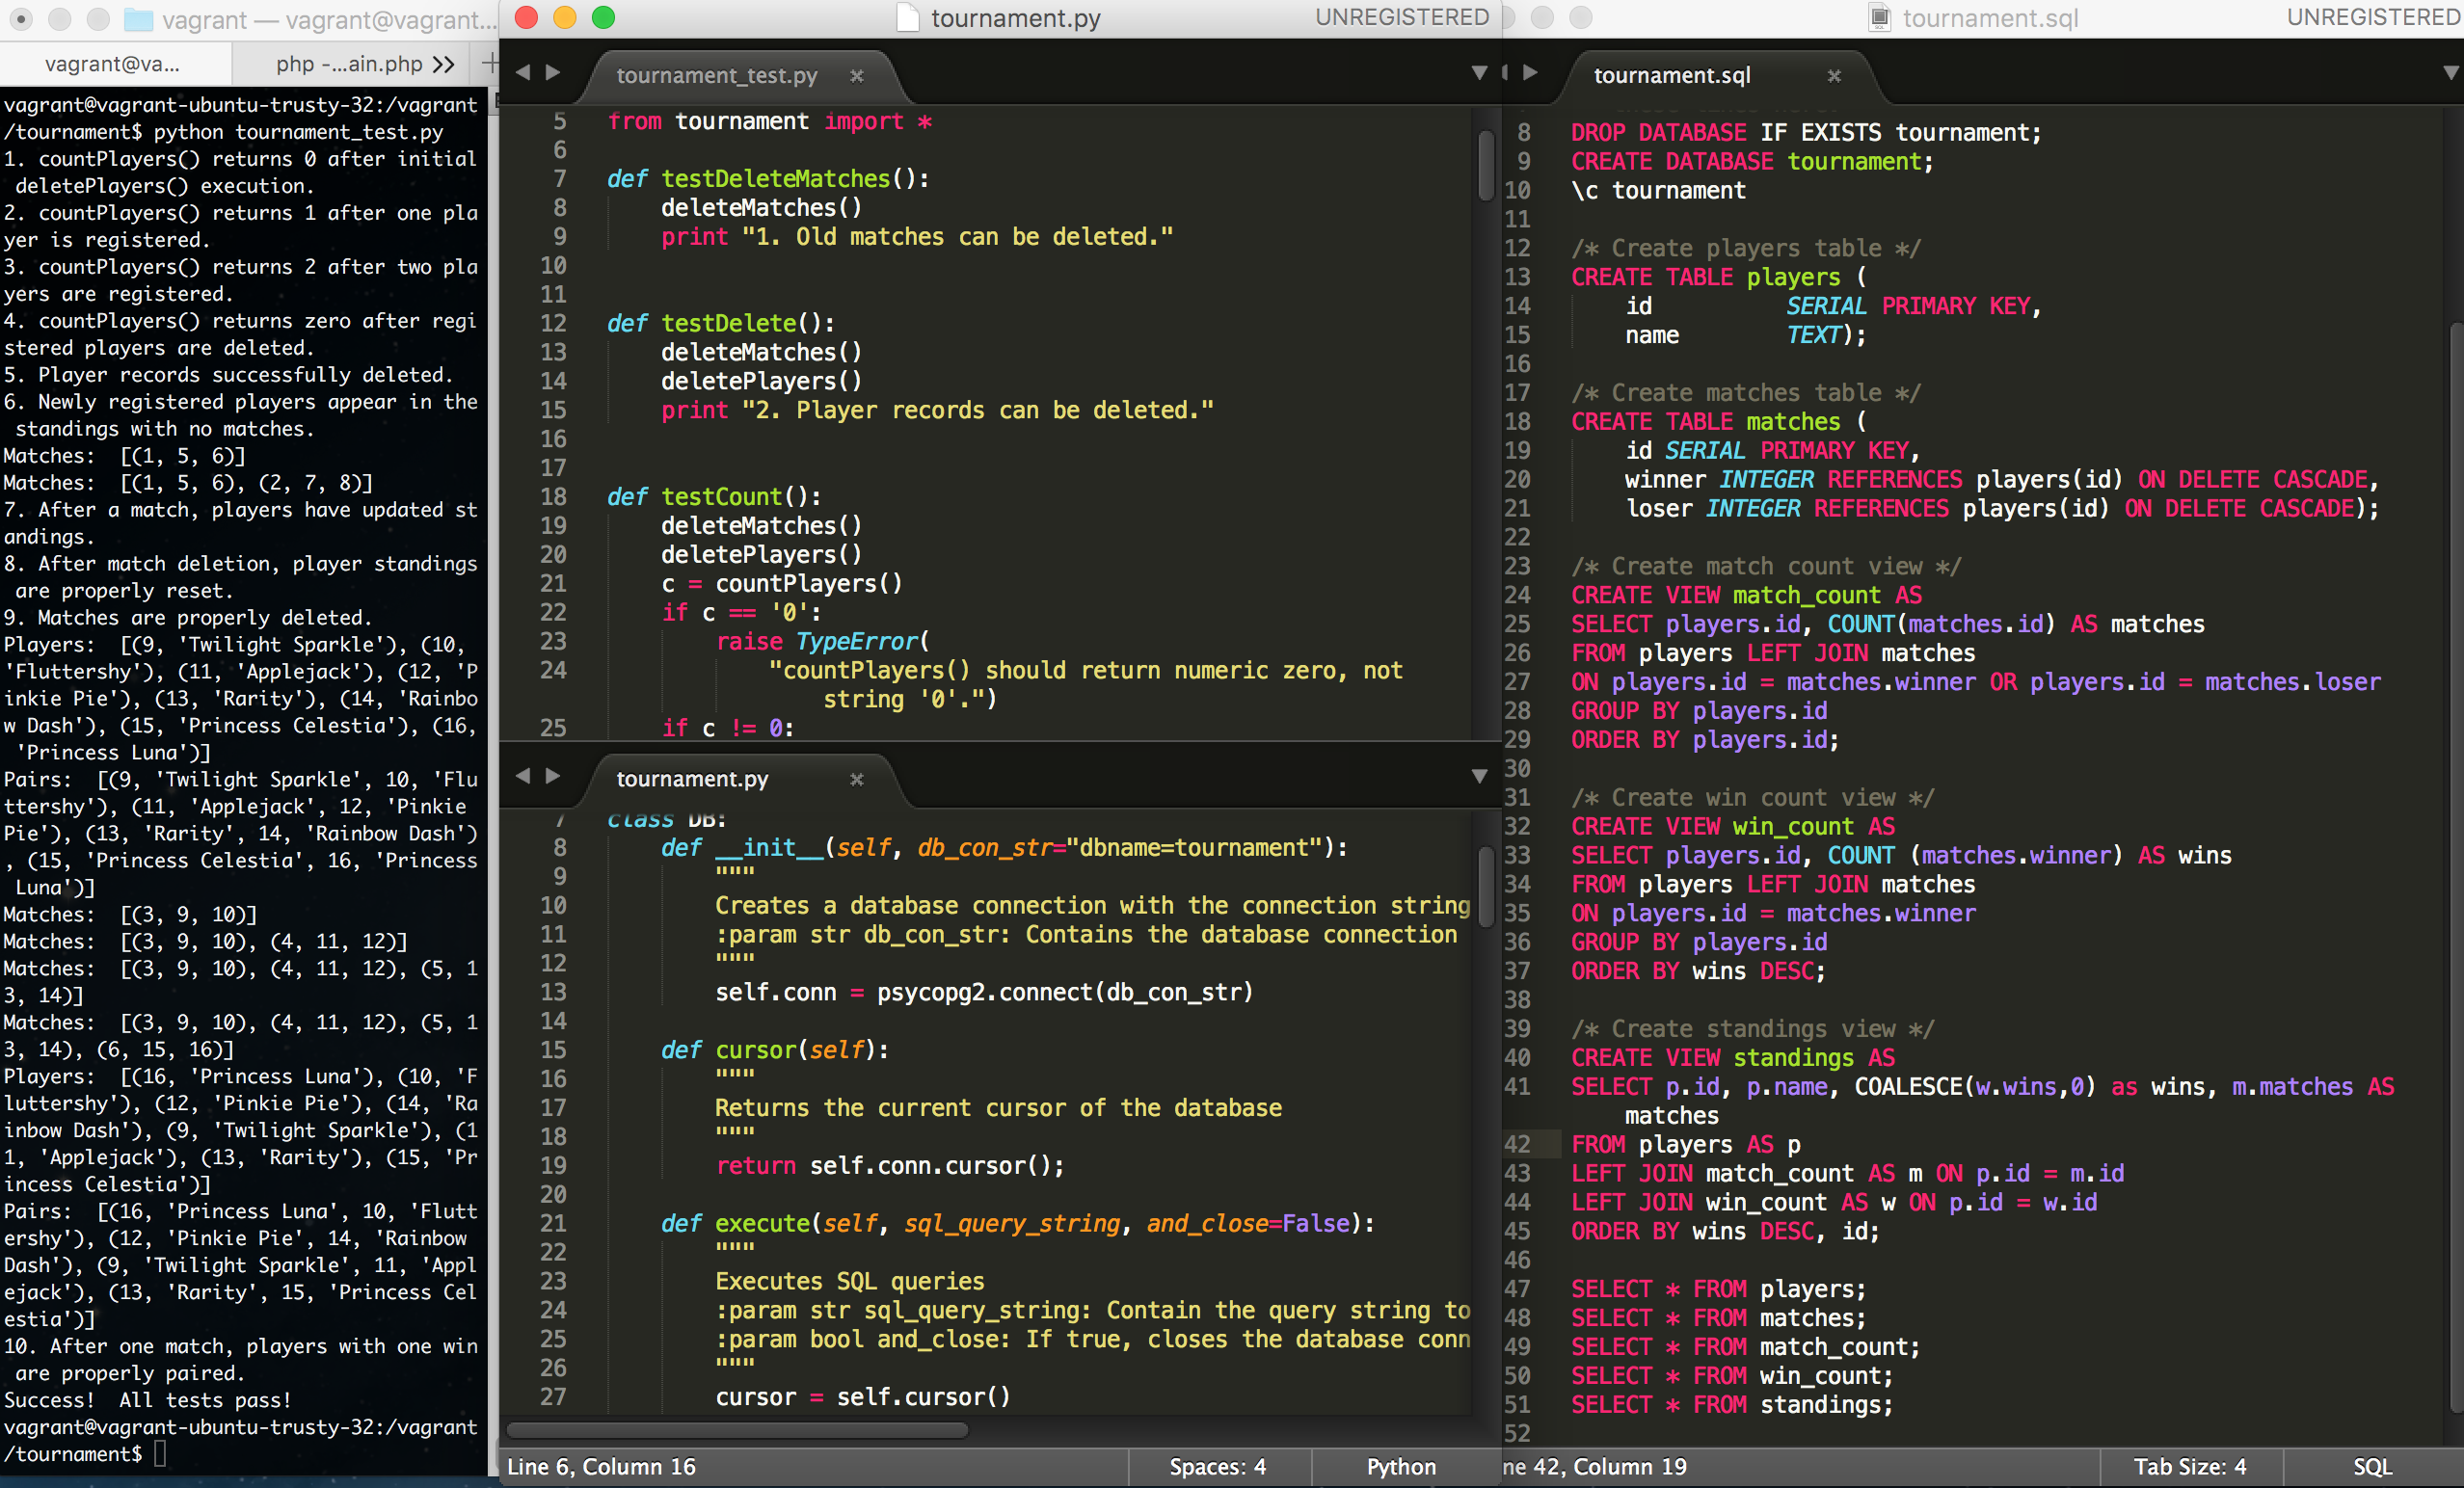 vagrant — vagrant@vagrant...
vagrant@va...
php -...ain.php >>
vagrant@vagrant-ubuntu-trusty-32:/vagrant
/tournament$ python tournament_test.py
1. countPlayers() returns 0 after initial
 deletePlayers() execution.
2. countPlayers() returns 1 after one pla
yer is registered.
3. countPlayers() returns 2 after two pla
yers are registered.
4. countPlayers() returns zero after regi
stered players are deleted.
5. Player records successfully deleted.
6. Newly registered players appear in the
 standings with no matches.
Matches:  [(1, 5, 6)]
Matches:  [(1, 5, 6), (2, 7, 8)]
7. After a match, players have updated st
andings.
8. After match deletion, player standings
 are properly reset.
9. Matches are properly deleted.
Players:  [(9, 'Twilight Sparkle'), (10,
'Fluttershy'), (11, 'Applejack'), (12, 'P
inkie Pie'), (13, 'Rarity'), (14, 'Rainbo
w Dash'), (15, 'Princess Celestia'), (16,
 'Princess Luna')]
Pairs:  [(9, 'Twilight Sparkle', 10, 'Flu
ttershy'), (11, 'Applejack', 12, 'Pinkie
Pie'), (13, 'Rarity', 14, 'Rainbow Dash')
, (15, 'Princess Celestia', 16, 'Princess
 Luna')]
Matches:  [(3, 9, 10)]
Matches:  [(3, 9, 10), (4, 11, 12)]
Matches:  [(3, 9, 10), (4, 11, 12), (5, 1
3, 14)]
Matches:  [(3, 9, 10), (4, 11, 12), (5, 1
3, 14), (6, 15, 16)]
Players:  [(16, 'Princess Luna'), (10, 'F
luttershy'), (12, 'Pinkie Pie'), (14, 'Ra
inbow Dash'), (9, 'Twilight Sparkle'), (1
1, 'Applejack'), (13, 'Rarity'), (15, 'Pr
incess Celestia')]
Pairs:  [(16, 'Princess Luna', 10, 'Flutt
ershy'), (12, 'Pinkie Pie', 14, 'Rainbow
Dash'), (9, 'Twilight Sparkle', 11, 'Appl
ejack'), (13, 'Rarity', 15, 'Princess Cel
estia')]
10. After one match, players with one win
 are properly paired.
Success!  All tests pass!
vagrant@vagrant-ubuntu-trusty-32:/vagrant
/tournament$
tournament.py
UNREGISTERED
tournament_test.py
5 from tournament import *
6
7 def testDeleteMatches():
8     deleteMatches()
9     print "1. Old matches can be deleted."
10
11
12 def testDelete():
13     deleteMatches()
14     deletePlayers()
15     print "2. Player records can be deleted."
16
17
18 def testCount():
19     deleteMatches()
20     deletePlayers()
21     c = countPlayers()
22     if c == '0':
23         raise TypeError(
24             "countPlayers() should return numeric zero, not
string '0'.")
25     if c != 0:
tournament.py
7 class DB:
8     def __init__(self, db_con_str="dbname=tournament"):
9         """
10         Creates a database connection with the connection string
11         :param str db_con_str: Contains the database connection
12         """
13         self.conn = psycopg2.connect(db_con_str)
14
15     def cursor(self):
16         """
17         Returns the current cursor of the database
18         """
19         return self.conn.cursor();
20
21     def execute(self, sql_query_string, and_close=False):
22         """
23         Executes SQL queries
24         :param str sql_query_string: Contain the query string to
25         :param bool and_close: If true, closes the database conn
26         """
27         cursor = self.cursor()
Line 6, Column 16
Spaces: 4
Python
tournament.sql
UNREGISTERED
tournament.sql
8 DROP DATABASE IF EXISTS tournament;
9 CREATE DATABASE tournament;
10 \c tournament
11
12 /* Create players table */
13 CREATE TABLE players (
14     id          SERIAL PRIMARY KEY,
15     name        TEXT);
16
17 /* Create matches table */
18 CREATE TABLE matches (
19     id SERIAL PRIMARY KEY,
20     winner INTEGER REFERENCES players(id) ON DELETE CASCADE,
21     loser INTEGER REFERENCES players(id) ON DELETE CASCADE);
22
23 /* Create match count view */
24 CREATE VIEW match_count AS
25 SELECT players.id, COUNT(matches.id) AS matches
26 FROM players LEFT JOIN matches
27 ON players.id = matches.winner OR players.id = matches.loser
28 GROUP BY players.id
29 ORDER BY players.id;
30
31 /* Create win count view */
32 CREATE VIEW win_count AS
33 SELECT players.id, COUNT (matches.winner) AS wins
34 FROM players LEFT JOIN matches
35 ON players.id = matches.winner
36 GROUP BY players.id
37 ORDER BY wins DESC;
38
39 /* Create standings view */
40 CREATE VIEW standings AS
41 SELECT p.id, p.name, COALESCE(w.wins,0) as wins, m.matches AS
matches
42 FROM players AS p
43 LEFT JOIN match_count AS m ON p.id = m.id
44 LEFT JOIN win_count AS w ON p.id = w.id
45 ORDER BY wins DESC, id;
46
47 SELECT * FROM players;
48 SELECT * FROM matches;
49 SELECT * FROM match_count;
50 SELECT * FROM win_count;
51 SELECT * FROM standings;
52
ne 42, Column 19
Tab Size: 4
SQL